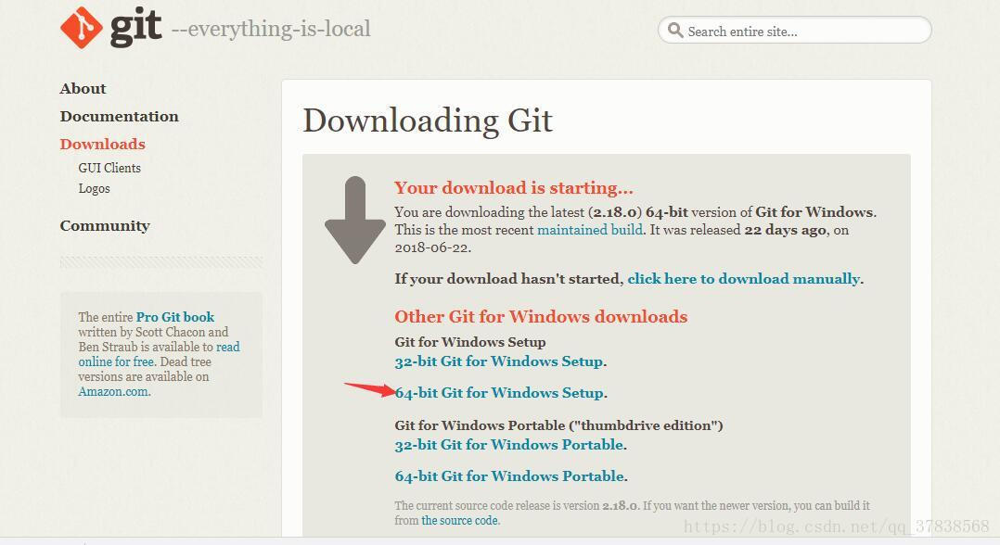 git --everything-is-local
Search entire site...
About
Documentation
Downloads
GUI Clients
Logos
Community
The entire Pro Git book
written by Scott Chacon and
Ben Straub is available to read
online for free. Dead tree
versions are available on
Amazon.com.
Downloading Git
Your download is starting...
You are downloading the latest (2.18.0) 64-bit version of Git for Windows.
This is the most recent maintained build. It was released 22 days ago, on
2018-06-22.
If your download hasn't started, click here to download manually.
Other Git for Windows downloads
Git for Windows Setup
32-bit Git for Windows Setup.
64-bit Git for Windows Setup.
Git for Windows Portable ("thumbdrive edition")
32-bit Git for Windows Portable.
64-bit Git for Windows Portable.
The current source code release is version 2.18.0. If you want the newer version, you can build it
from the source code.
https://blog.csdn.net/qq_37838568